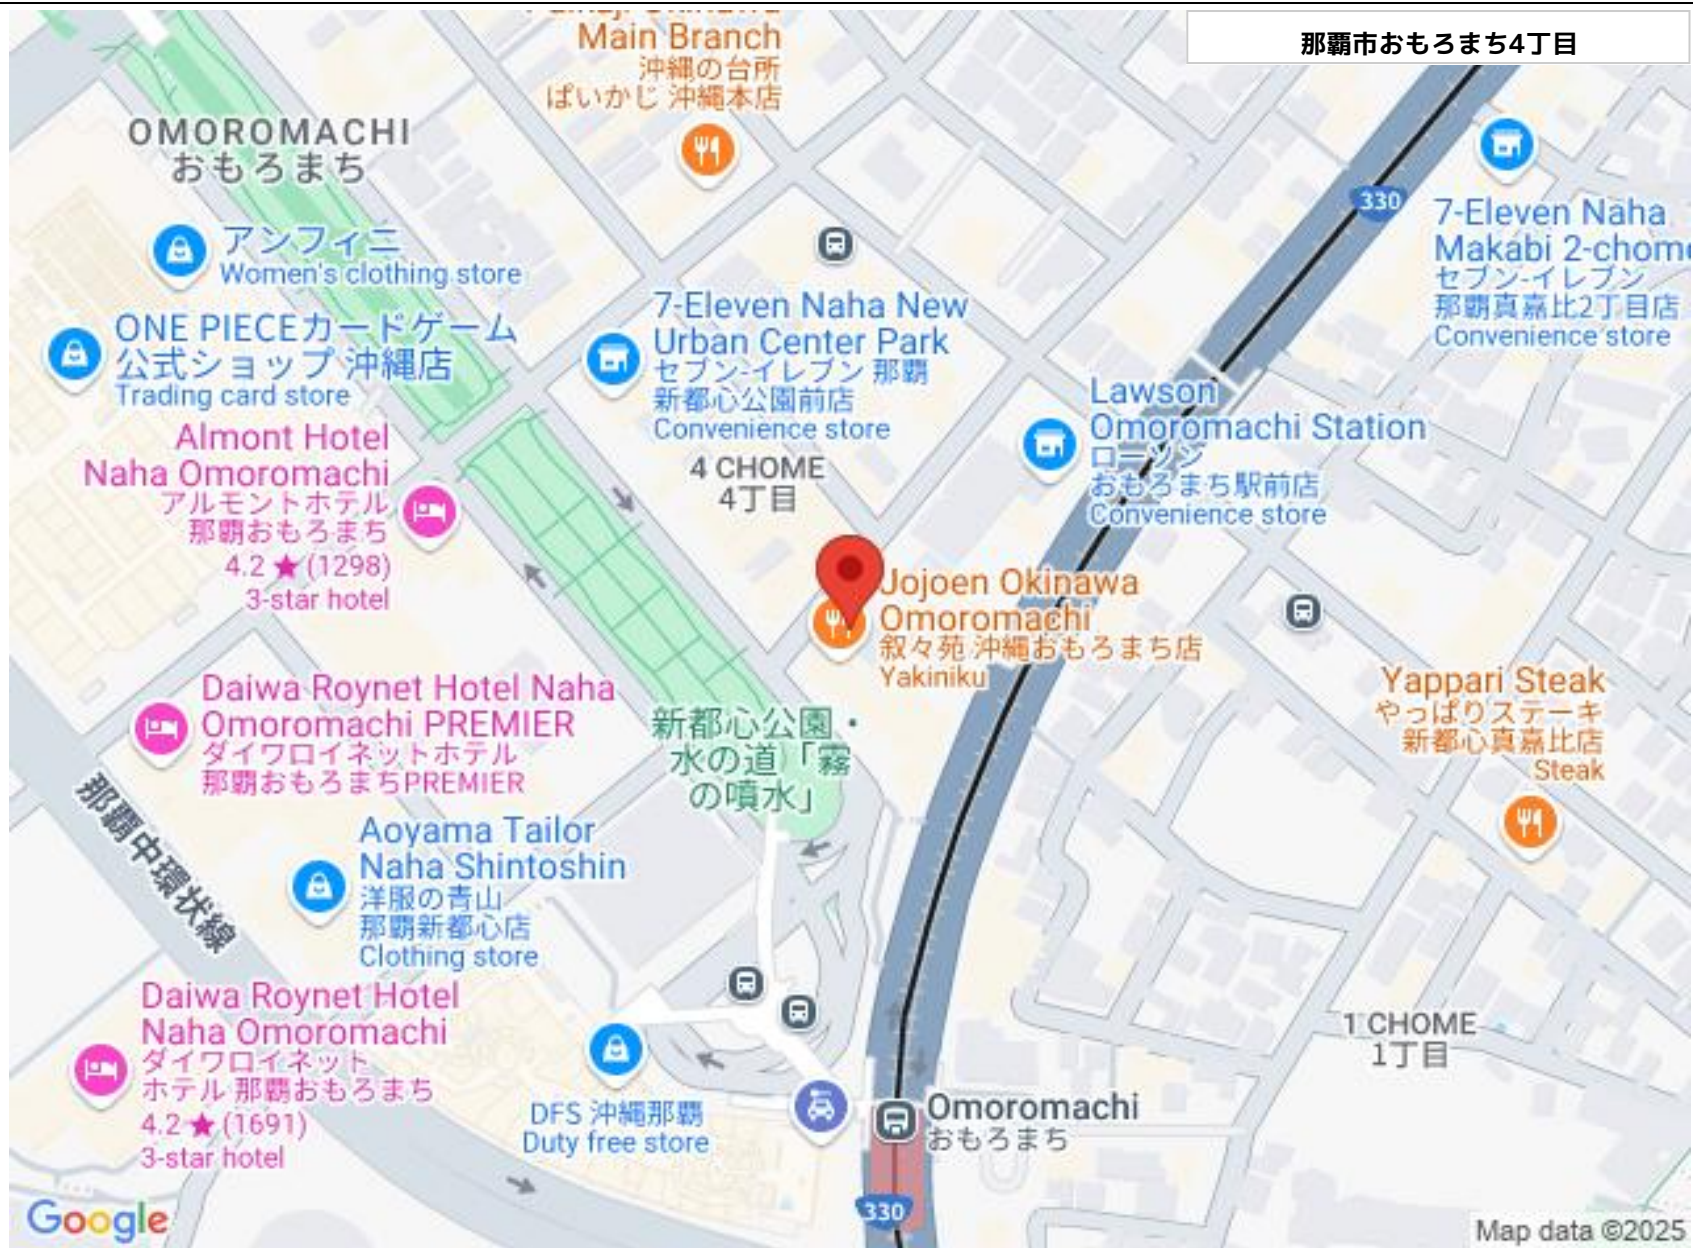 那覇市おもろまち4丁目
Main Branch
沖縄の台所
ぱいかじ 沖縄本店
OMOROMACHI
おもろまち
アンフィニ
Women's clothing store
ONE PIECEカードゲーム
公式ショップ 沖縄店
Trading card store
7-Eleven Naha New
Urban Center Park
セブン-イレブン 那覇
新都心公園前店
Convenience store
330
7-Eleven Naha
Makabi 2-chome
セブン-イレブン
那覇真嘉比2丁目店
Convenience store
Lawson
Omoromachi Station
ローソン
おもろまち駅前店
Convenience store
Almont Hotel
Naha Omoromachi
アルモントホテル
那覇おもろまち
4.2 ★ (1298)
3-star hotel
4 CHOME
4丁目
Jojoen Okinawa
Omoromachi
叙々苑 沖縄おもろまち店
Yakiniku
Daiwa Roynet Hotel Naha
Omoromachi PREMIER
ダイワロイネットホテル
那覇おもろまちPREMIER
新都心公園・
水の道「霧
の噴水」
Yappari Steak
やっぱりステーキ
新都心真嘉比店
Steak
那覇中環状線
Aoyama Tailor
Naha Shintoshin
洋服の青山
那覇新都心店
Clothing store
Daiwa Roynet Hotel
Naha Omoromachi
ダイワロイネット
ホテル 那覇おもろまち
4.2 ★ (1691)
3-star hotel
DFS 沖縄那覇
Duty free store
Omoromachi
おもろまち
1 CHOME
1丁目
330
Google
Map data ©2025